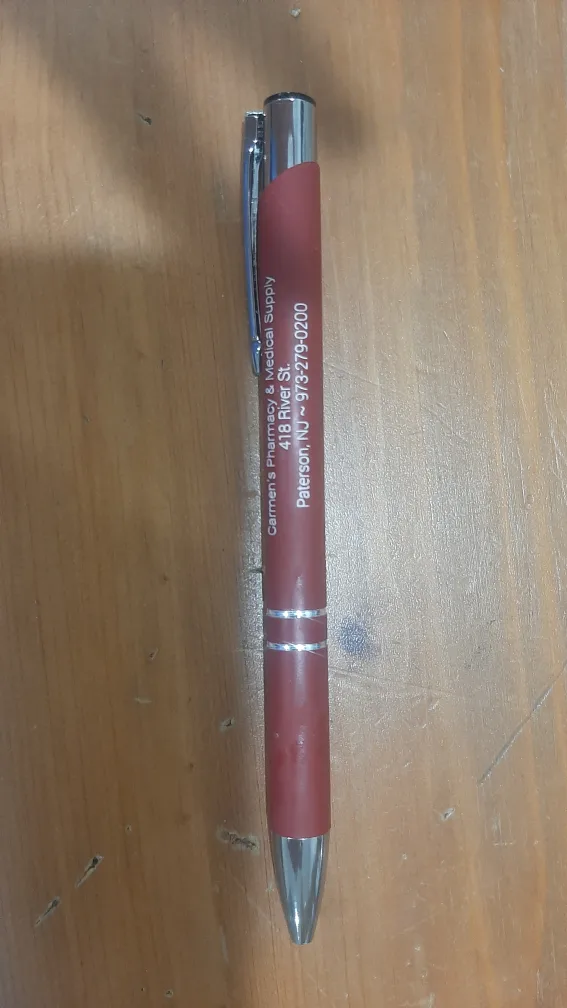 Carmen's Pharmacy & Medical Supply
418 River St.
Paterson, NJ ~ 973-279-0200